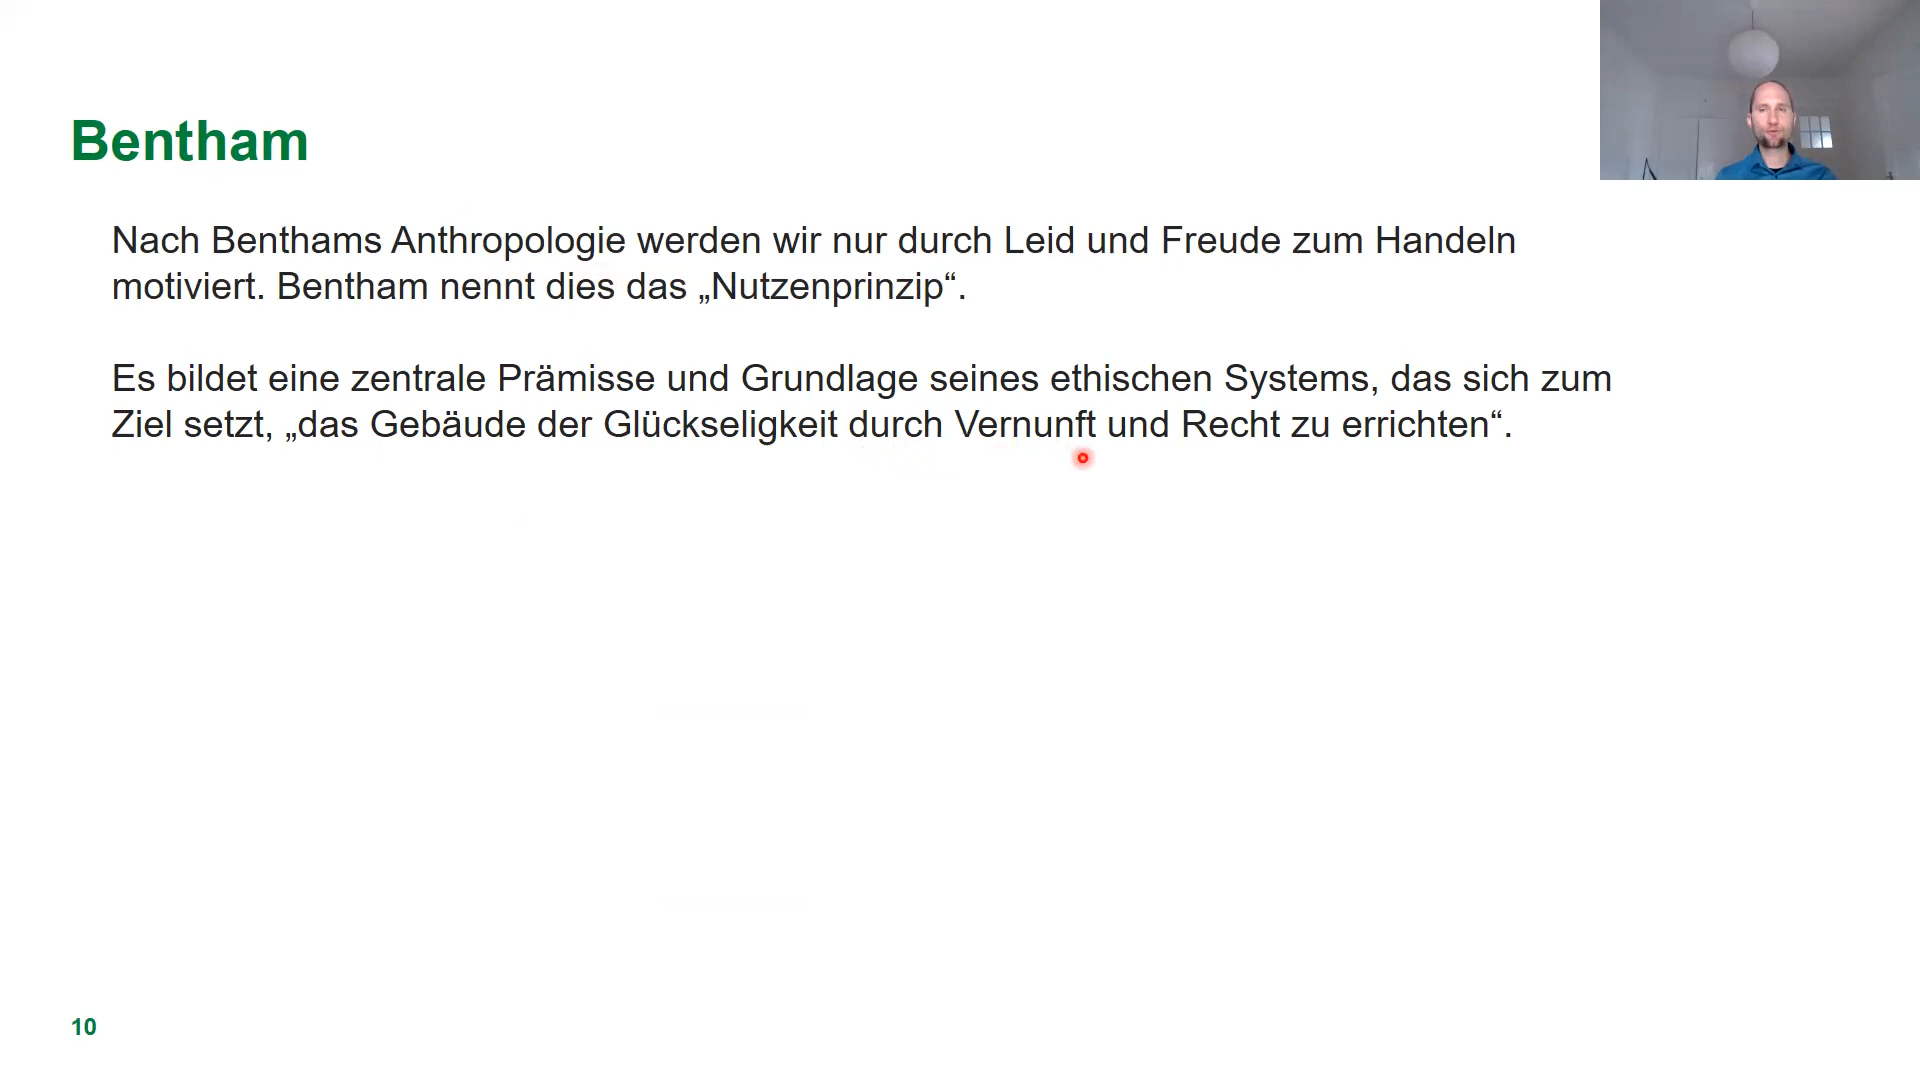 Bentham
Nach Benthams Anthropologie werden wir nur durch Leid und Freude zum Handeln
motiviert. Bentham nennt dies das „Nutzenprinzip“.
Es bildet eine zentrale Prämisse und Grundlage seines ethischen Systems, das sich zum
Ziel setzt, „das Gebäude der Glückseligkeit durch Vernunft und Recht zu errichten“.
10